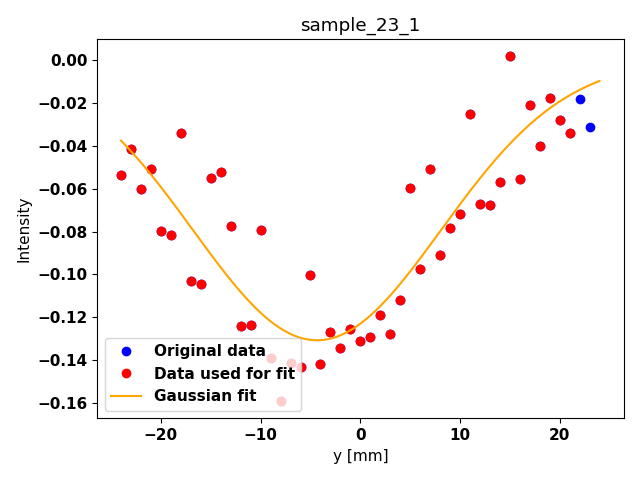 sample_23_1
0.00
−0.02
−0.04
−0.06
−0.08
−0.10
−0.12
−0.14
−0.16
Intensity
Original data
Data used for fit
Gaussian fit
−20
−10
0
10
20
y [mm]